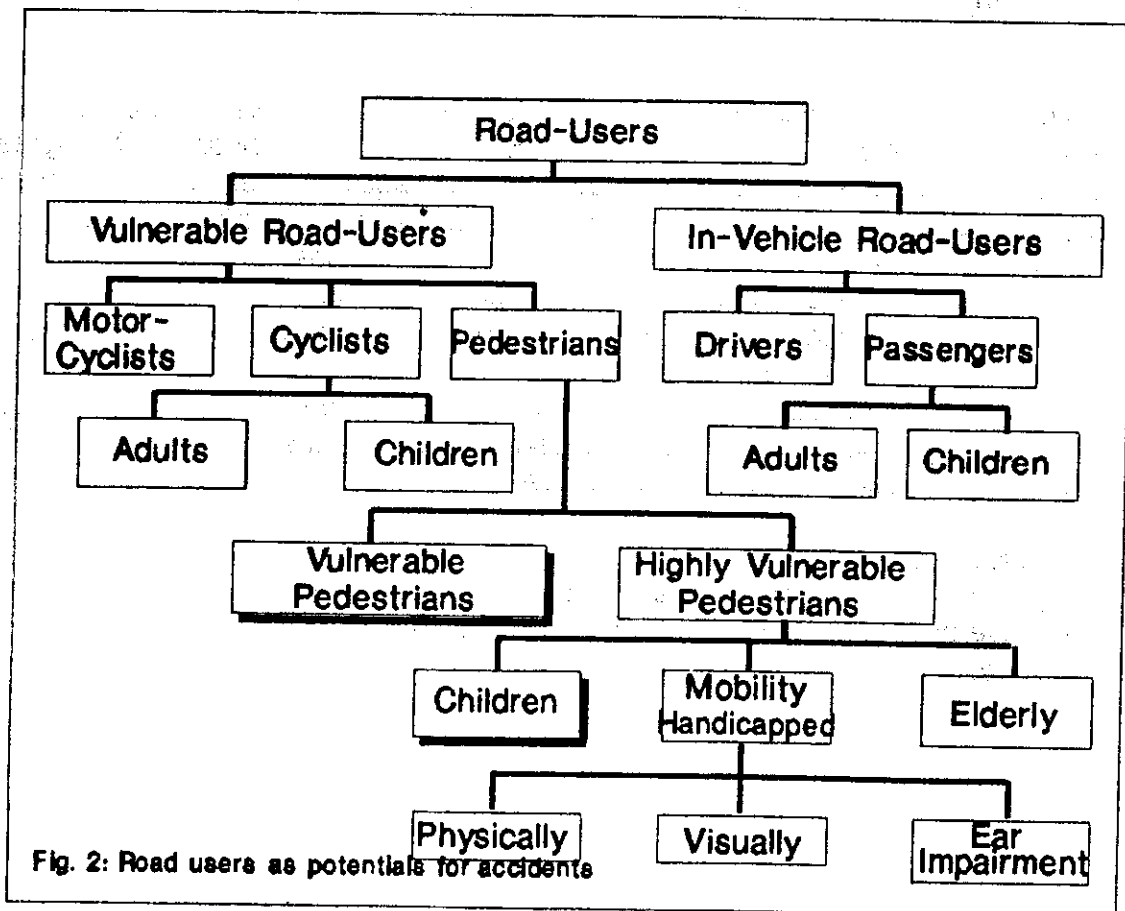 Road-Users
Vulnerable Road-Users
In-Vehicle Road-Users
Motor-
Cyclists
Cyclists
Pedestrians
Drivers
Passengers
Adults
Children
Adults
Children
Vulnerable
Pedestrians
Highly Vulnerable
Pedestrians
Children
Mobility
Handicapped
Elderly
Physically
Visually
Ear
Impairment
Fig. 2: Road users as potentials for accidents